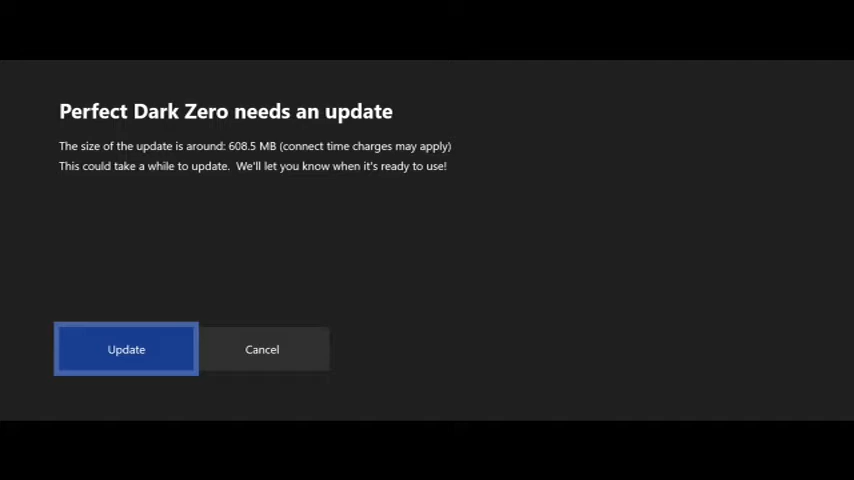 Perfect Dark Zero needs an update
The size of the update is around: 608.5 MB (connect time charges may apply)
This could take a while to update.  We'll let you know when it's ready to use!
Update
Cancel